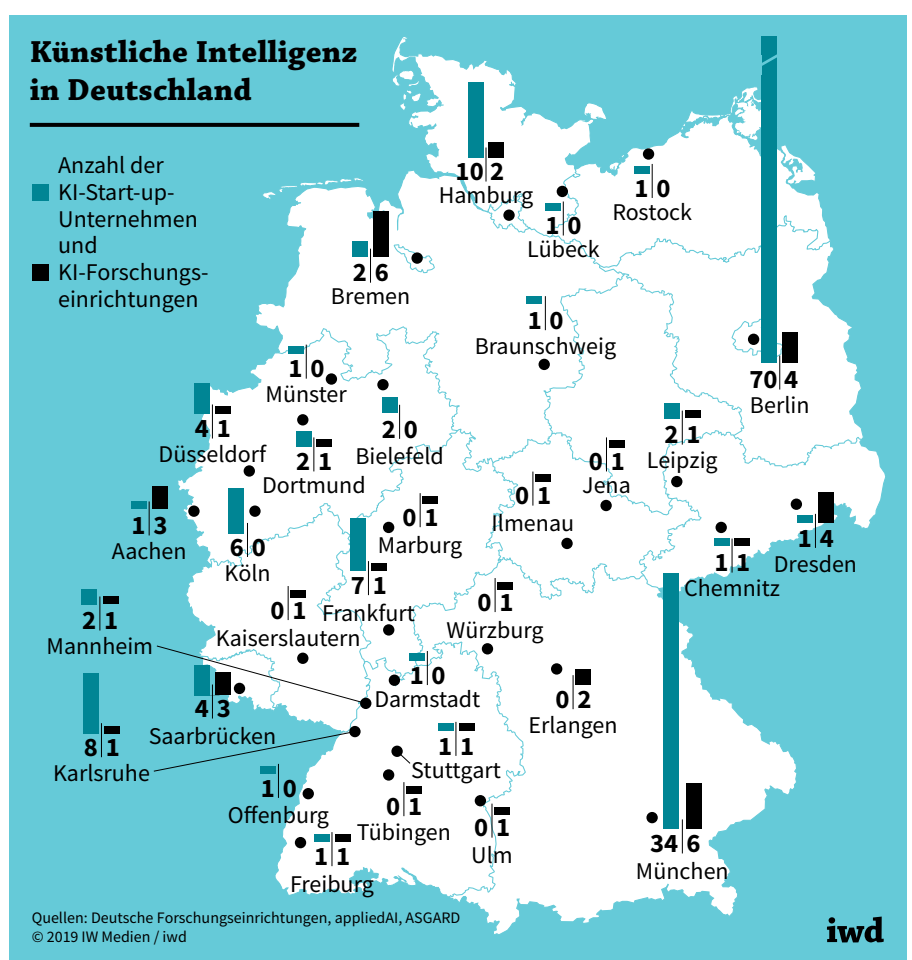 Künstliche Intelligenz
in Deutschland
Anzahl der
KI-Start-up-
Unternehmen
und
KI-Forschungs-
einrichtungen
10 2
Hamburg
1 0
Rostock
1 0
Lübeck
2 6
Bremen
1 0
Braunschweig
70 4
Berlin
1 0
Münster
4 1
Düsseldorf
2 0
Bielefeld
2 1
Dortmund
2 1
Leipzig
0 1
Jena
0 1
Ilmenau
1 3
Aachen
6 0
Köln
0 1
Marburg
1 4
Dresden
1 1
Chemnitz
7 1
Frankfurt
0 1
Kaiserslautern
0 1
Würzburg
2 1
Mannheim
1 0
Darmstadt
0 2
Erlangen
4 3
Saarbrücken
8 1
Karlsruhe
1 1
Stuttgart
1 0
Offenburg
0 1
Tübingen
0 1
Ulm
34 6
München
1 1
Freiburg
Quellen: Deutsche Forschungseinrichtungen, appliedAI, ASGARD
© 2019 IW Medien / iwd
iwd